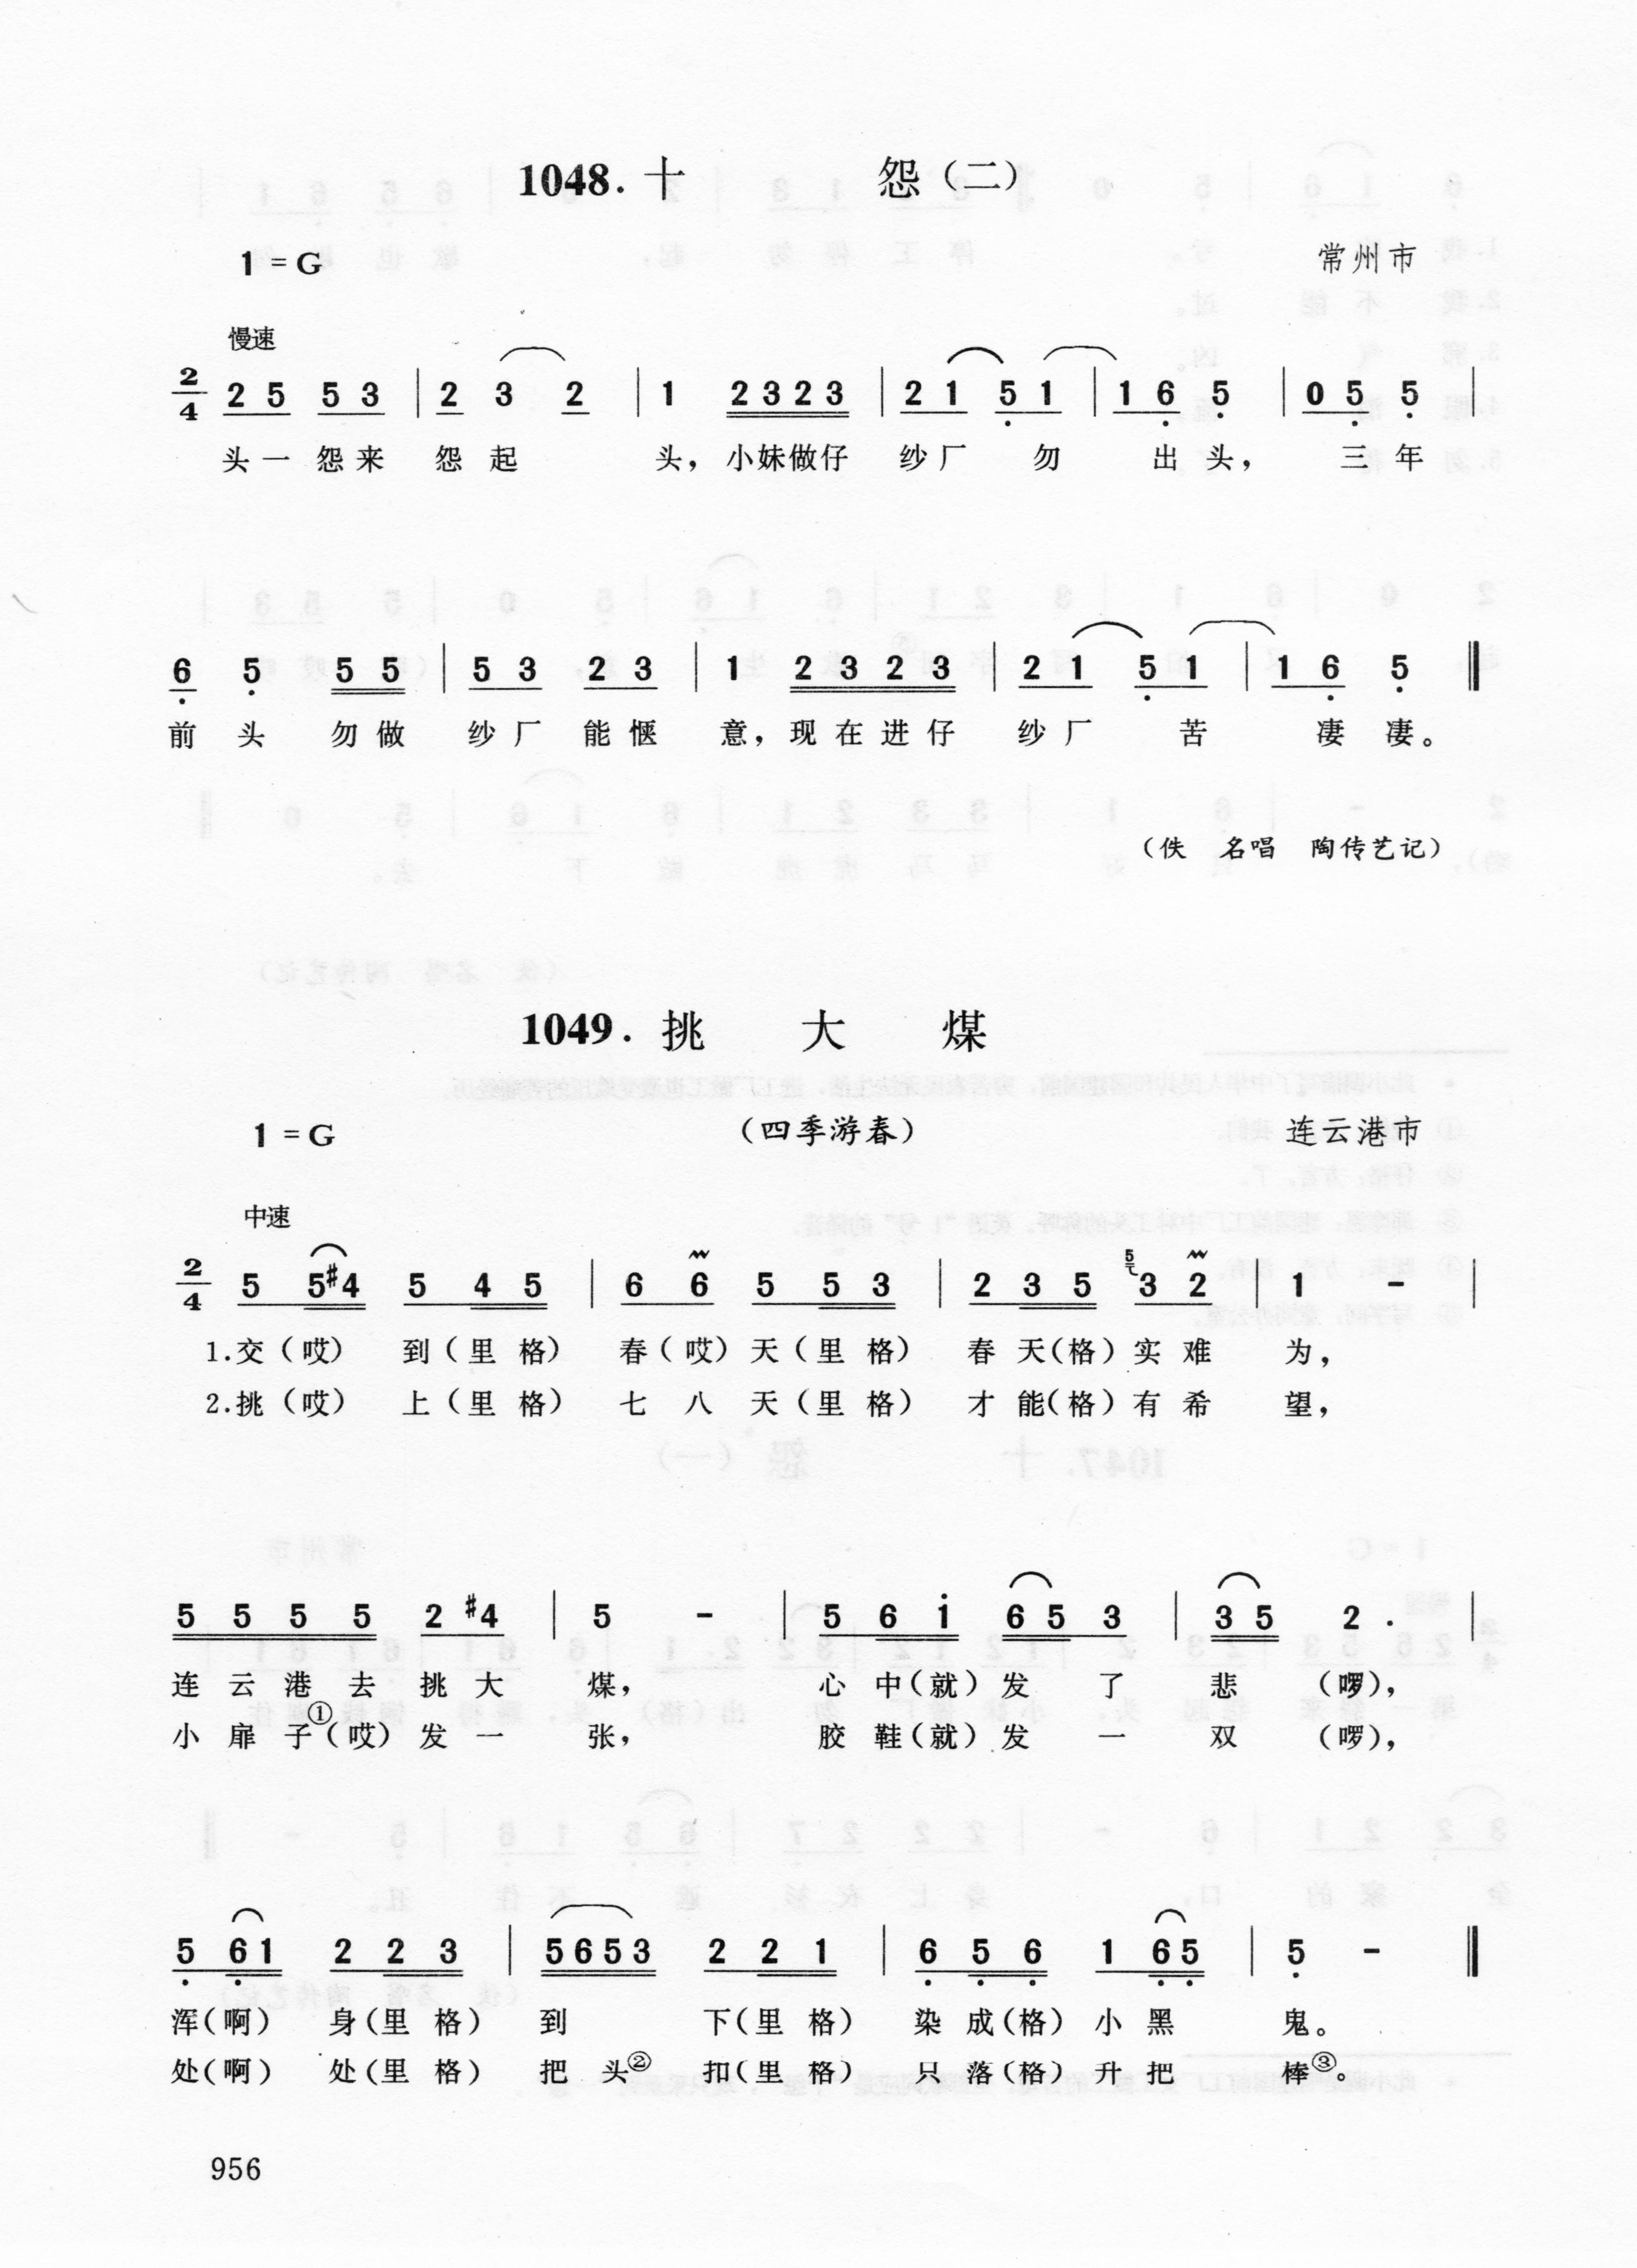 1048. 十 怨（二）
1 = G 常州市
慢速
2/4 2 5 5 3 | 2 3 2 | 1 2 3 2 3 | 2 1 5 1 | 1 6 5 | 0 5 5 |
头 一 怨 来 怨 起 头， 小 妹 做 仔 纱 厂 勿 出 头， 三 年
6 5 5 5 | 5 3 2 3 | 1 2 3 2 3 | 2 1 5 1 | 1 6 5 ‖
前 头 勿 做 纱 厂 能 惬 意， 现 在 进 仔 纱 厂 苦 凄 凄。
（佚 名唱 陶传艺记）
1049. 挑 大 煤
1 = G （四季游春） 连云港市
中速
2/4 5 5 #4 5 4 5 | 6 6 5 5 3 | 2 3 5 5 3 2 | 1 - |
1.交（哎） 到（里 格） 春（哎）天（里 格） 春 天（格）实 难 为，
2.挑（哎） 上（里 格） 七 八 天（里 格） 才 能（格）有 希 望，
5 5 5 5 2 #4 | 5 - | 5 6 i 6 5 3 | 3 5 2 . |
连 云 港 去 挑 大 煤， 心 中（就）发 了 悲 （啰），
小 扉 子①（哎）发 一 张， 胶 鞋（就）发 一 双 （啰），
5 6 1 2 2 3 | 5 6 5 3 2 2 1 | 6 5 6 1 6 5 | 5 - ‖
浑（啊） 身（里 格） 到 下（里 格） 染 成（格）小 黑 鬼。
处（啊） 处（里 格） 把 头② 扣（里 格） 只 落（格）升 把 棒③。
956